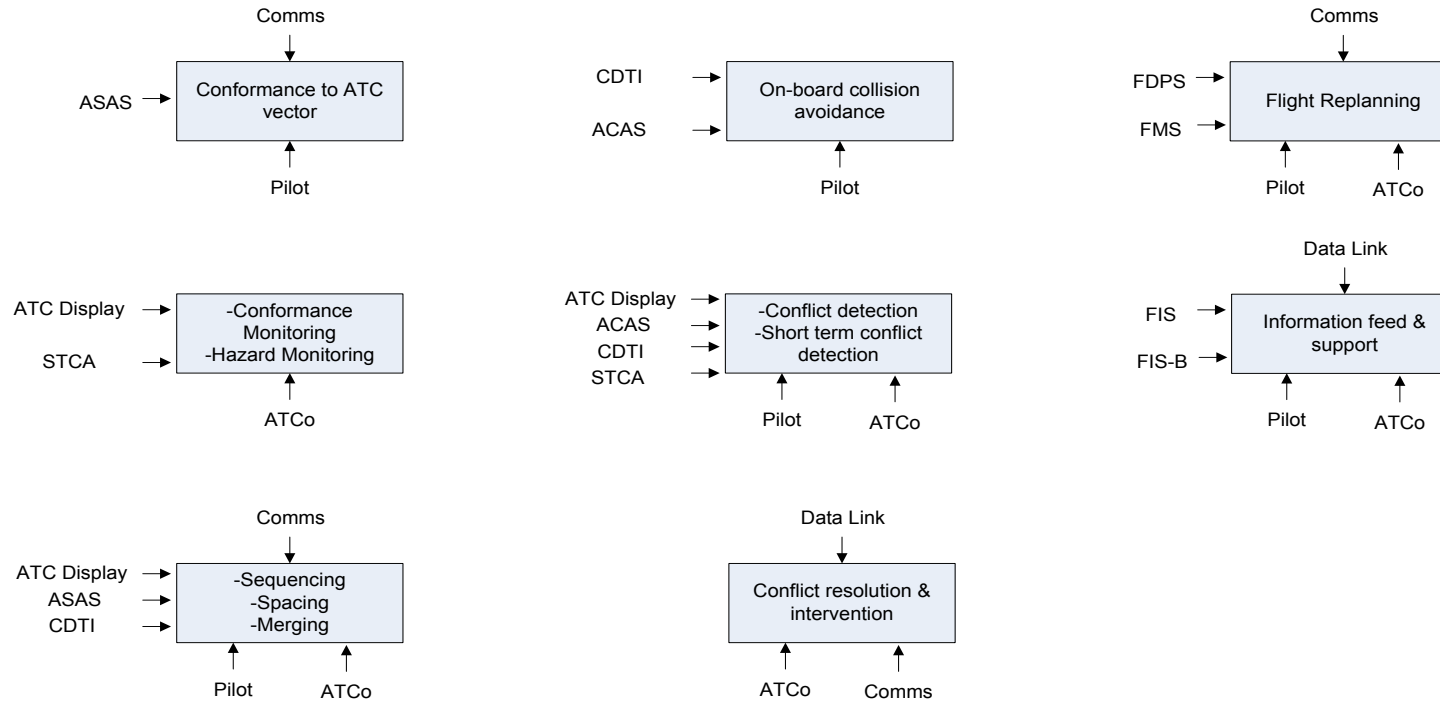 Comms
ASAS
Conformance to ATC
vector
Pilot
CDTI
ACAS
On-board collision
avoidance
Pilot
Comms
FDPS
FMS
Flight Replanning
Pilot
ATCo
ATC Display
STCA
-Conformance
Monitoring
-Hazard Monitoring
ATCo
ATC Display
ACAS
CDTI
STCA
-Conflict detection
-Short term conflict
detection
Pilot
ATCo
Data Link
FIS
FIS-B
Information feed &
support
Pilot
ATCo
Comms
ATC Display
ASAS
CDTI
-Sequencing
-Spacing
-Merging
Pilot
ATCo
Data Link
Conflict resolution &
intervention
ATCo
Comms